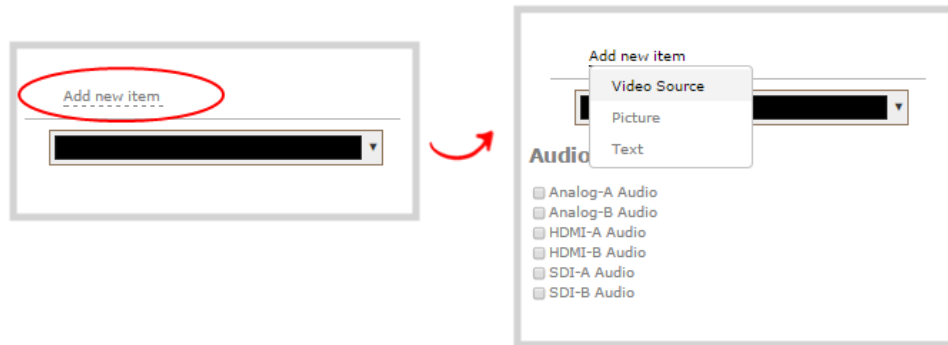 Add new item
Add new item
Video Source
Picture
Text
Audio
Analog-A Audio
Analog-B Audio
HDMI-A Audio
HDMI-B Audio
SDI-A Audio
SDI-B Audio